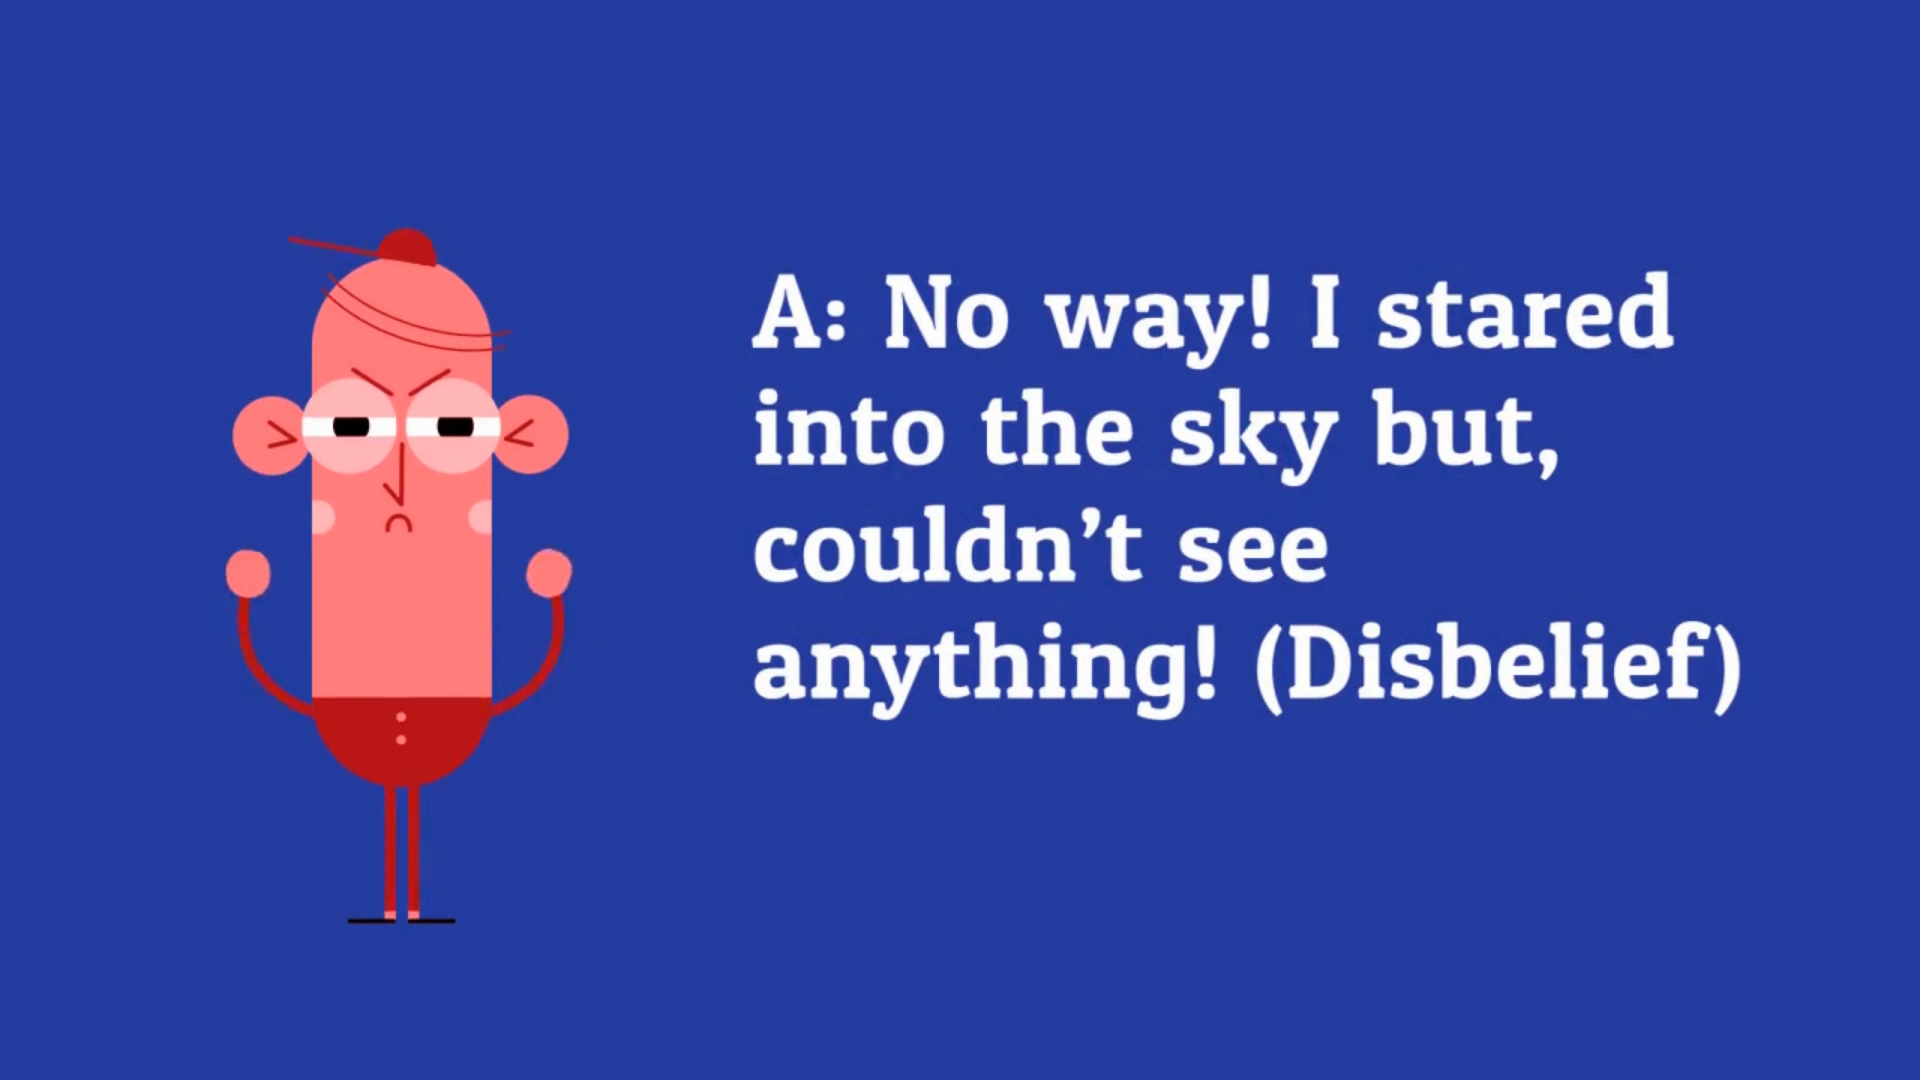 A: No way! I stared
into the sky but,
couldn’t see
anything! (Disbelief)